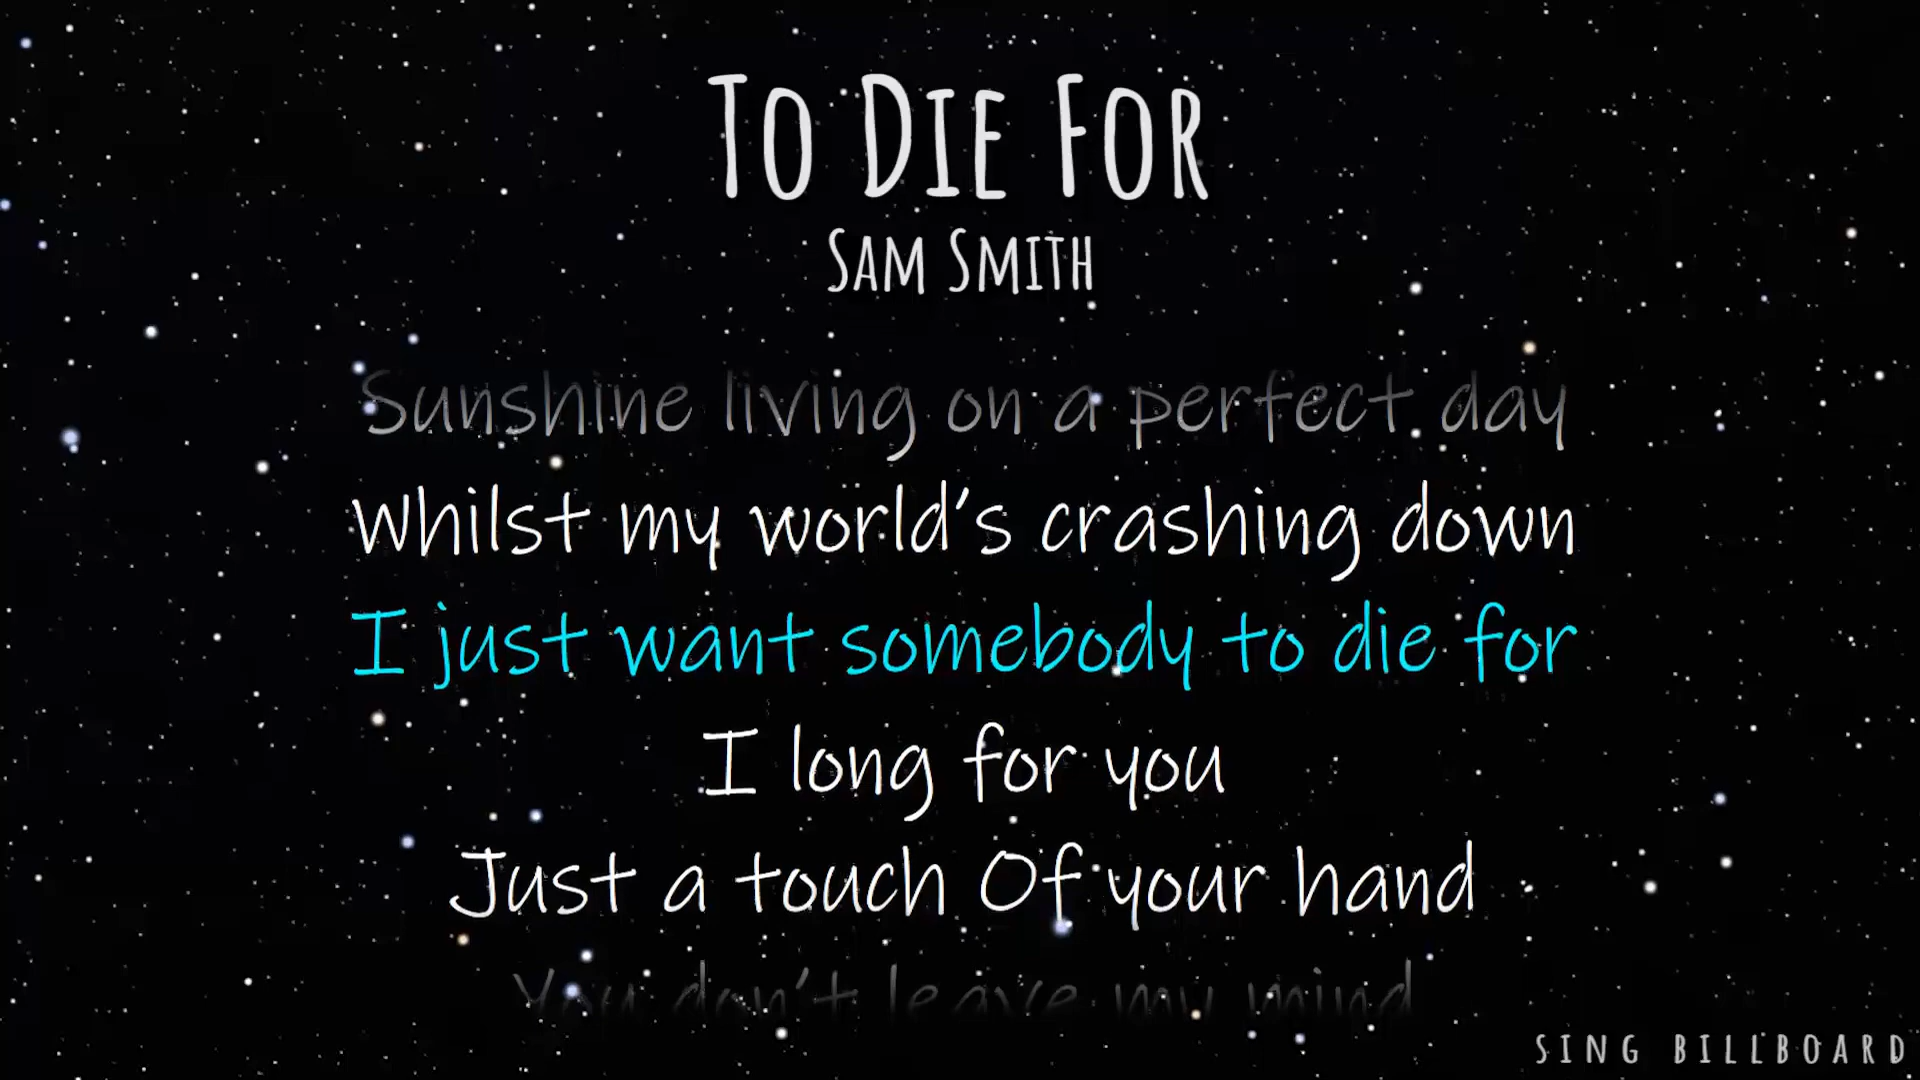 To Die For
Sam Smith
Sunshine living on a perfect day
Whilst my world's crashing down
I just want somebody to die for
I long for you
Just a touch Of your hand
You don't leave my mind
SING BILLBOARD